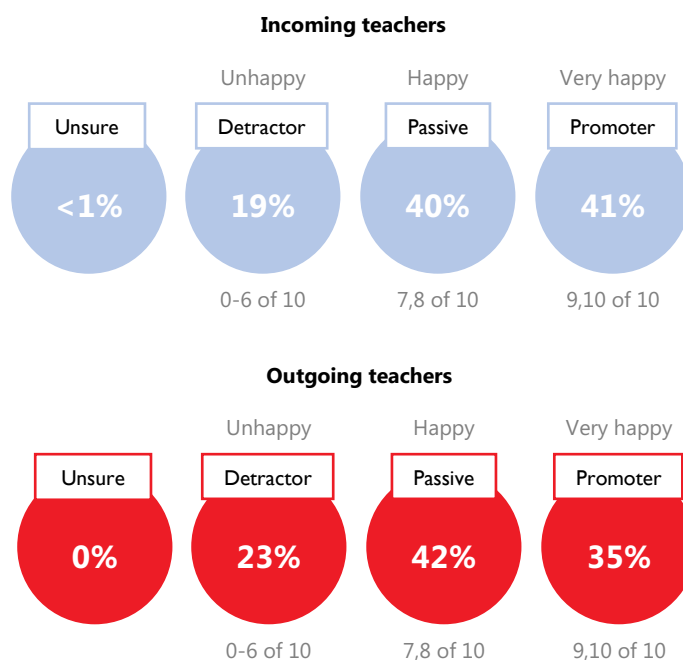 Incoming teachers
Unhappy Happy Very happy
Unsure Detractor Passive Promoter
<1% 19% 40% 41%
0-6 of 10 7,8 of 10 9,10 of 10
Outgoing teachers
Unhappy Happy Very happy
Unsure Detractor Passive Promoter
0% 23% 42% 35%
0-6 of 10 7,8 of 10 9,10 of 10